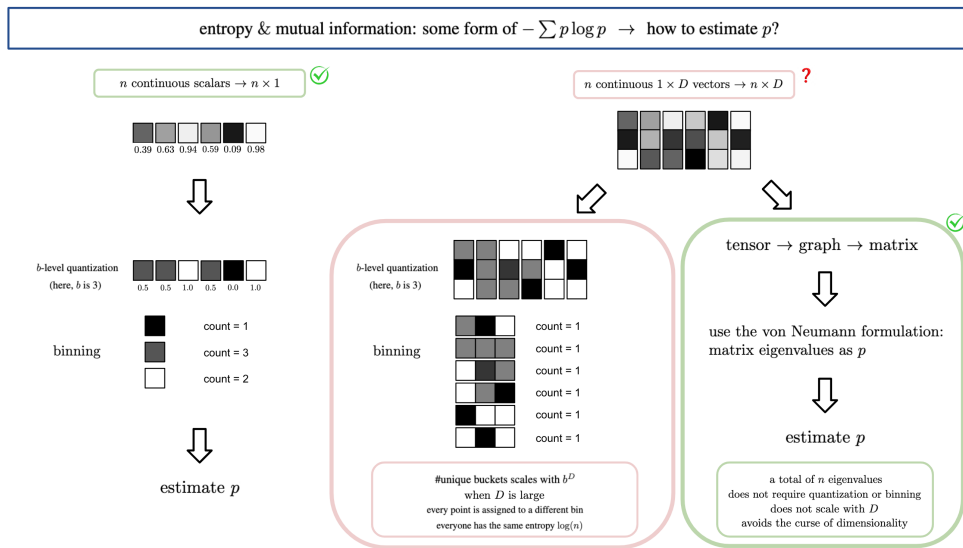 entropy & mutual information: some form of − ∑ p log p → how to estimate p?
n continuous scalars → n × 1
0.39 0.63 0.94 0.59 0.09 0.98
b-level quantization
(here, b is 3)
0.5 0.5 1.0 0.5 0.0 1.0
binning
count = 1
count = 3
count = 2
estimate p
n continuous 1 × D vectors → n × D
?
b-level quantization
(here, b is 3)
binning
count = 1
count = 1
count = 1
count = 1
count = 1
count = 1
#unique buckets scales with b^D
when D is large
every point is assigned to a different bin
everyone has the same entropy log(n)
tensor → graph → matrix
use the von Neumann formulation:
matrix eigenvalues as p
estimate p
a total of n eigenvalues
does not require quantization or binning
does not scale with D
avoids the curse of dimensionality